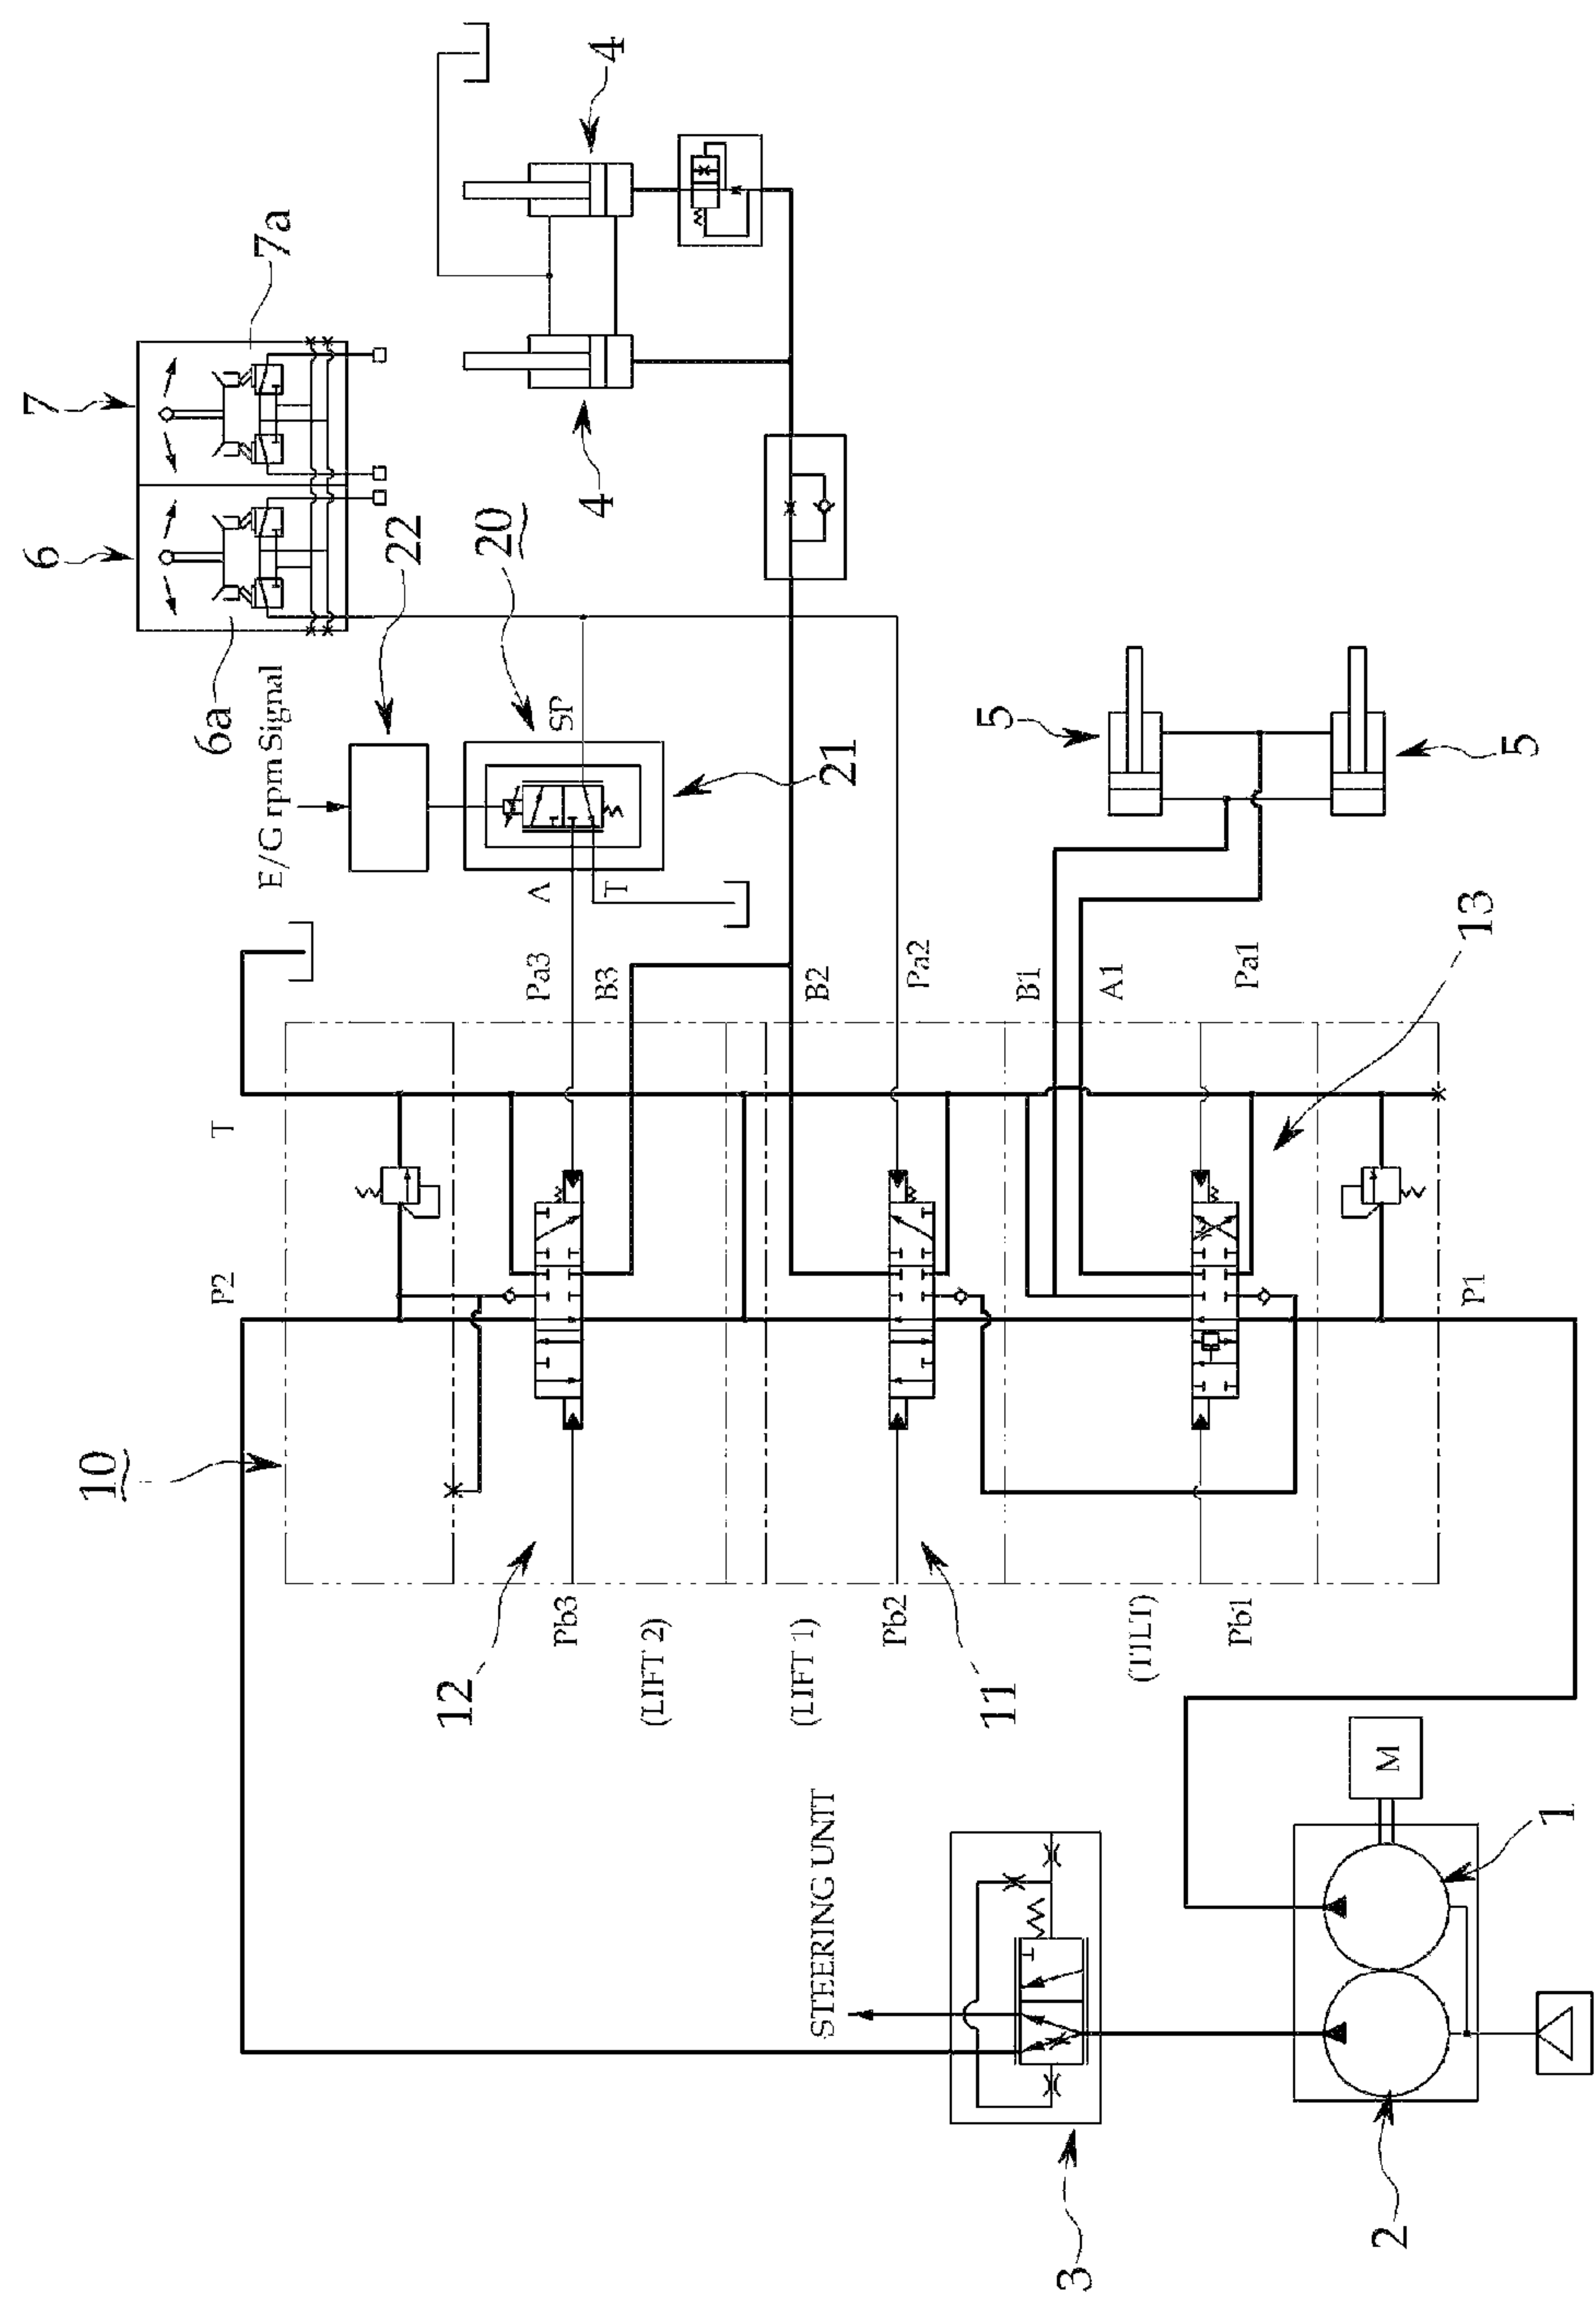 6
7
10
P2
T
6a
E/G rpm Signal
7a
22
12
20
Pa3
A
Pb3
SP
B3
T
4
4
(LIFT 2)
(LIFT 1)
B2
STEERING UNIT
21
Pb2
Pa2
11
5
B1
3
A1
(TILT)
Pb1
Pa1
2
M
P1
13
5
1